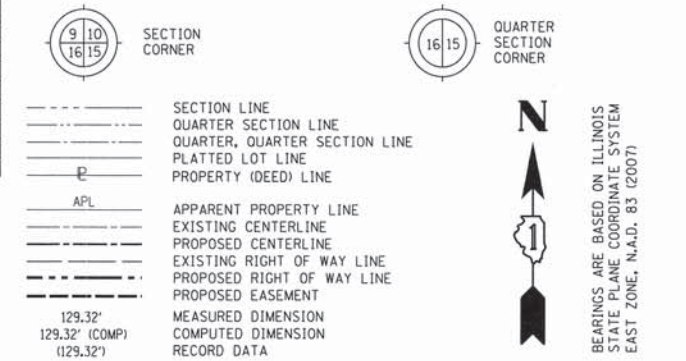 9 10
16 15
SECTION
CORNER
16 15
QUARTER
SECTION
CORNER
SECTION LINE
QUARTER SECTION LINE
QUARTER, QUARTER SECTION LINE
PLATTED LOT LINE
PROPERTY (DEED) LINE
APL
APPARENT PROPERTY LINE
EXISTING CENTERLINE
PROPOSED CENTERLINE
EXISTING RIGHT OF WAY LINE
PROPOSED RIGHT OF WAY LINE
PROPOSED EASEMENT
129.32' MEASURED DIMENSION
129.32' (COMP) COMPUTED DIMENSION
(129.32') RECORD DATA
N
1
BEARINGS ARE BASED ON ILLINOIS
STATE PLANE COORDINATE SYSTEM
EAST ZONE, N.A.D. 83 (2007)